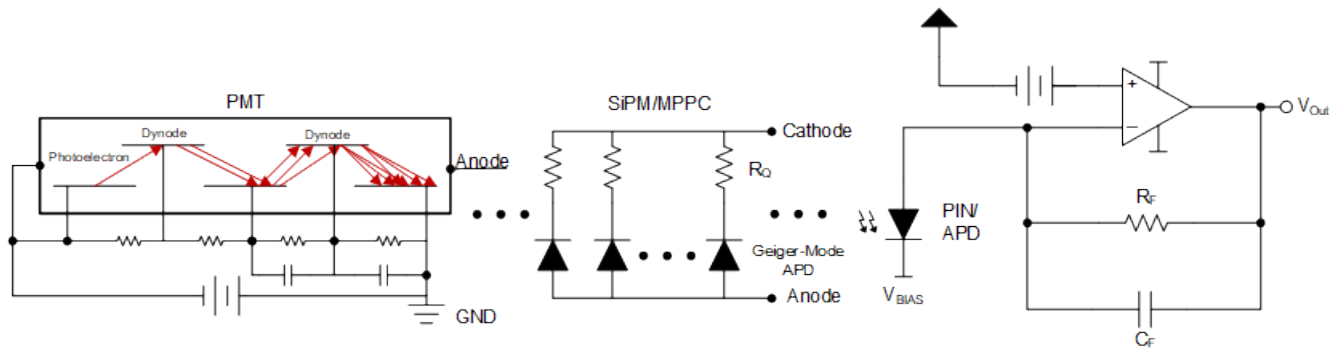 PMT
Dynode
Dynode
Photoelectron
Anode
GND
SiPM/MPPC
Cathode
RQ
Geiger-Mode
APD
Anode
PIN/
APD
VBIAS
+
−
VOut
RF
CF